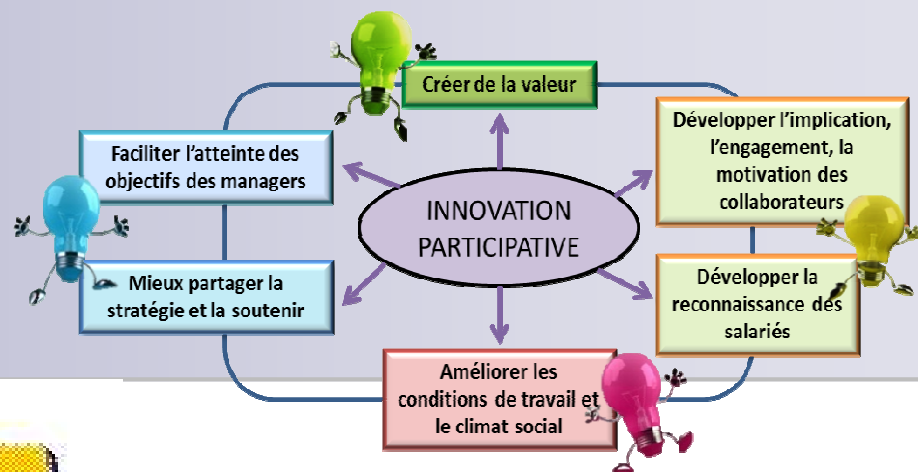 Créer de la valeur
Faciliter l'atteinte des
objectifs des managers
Développer l'implication,
l'engagement, la
motivation des
collaborateurs
INNOVATION
PARTICIPATIVE
Mieux partager la
stratégie et la soutenir
Développer la
reconnaissance des
salariés
Améliorer les
conditions de travail et
le climat social